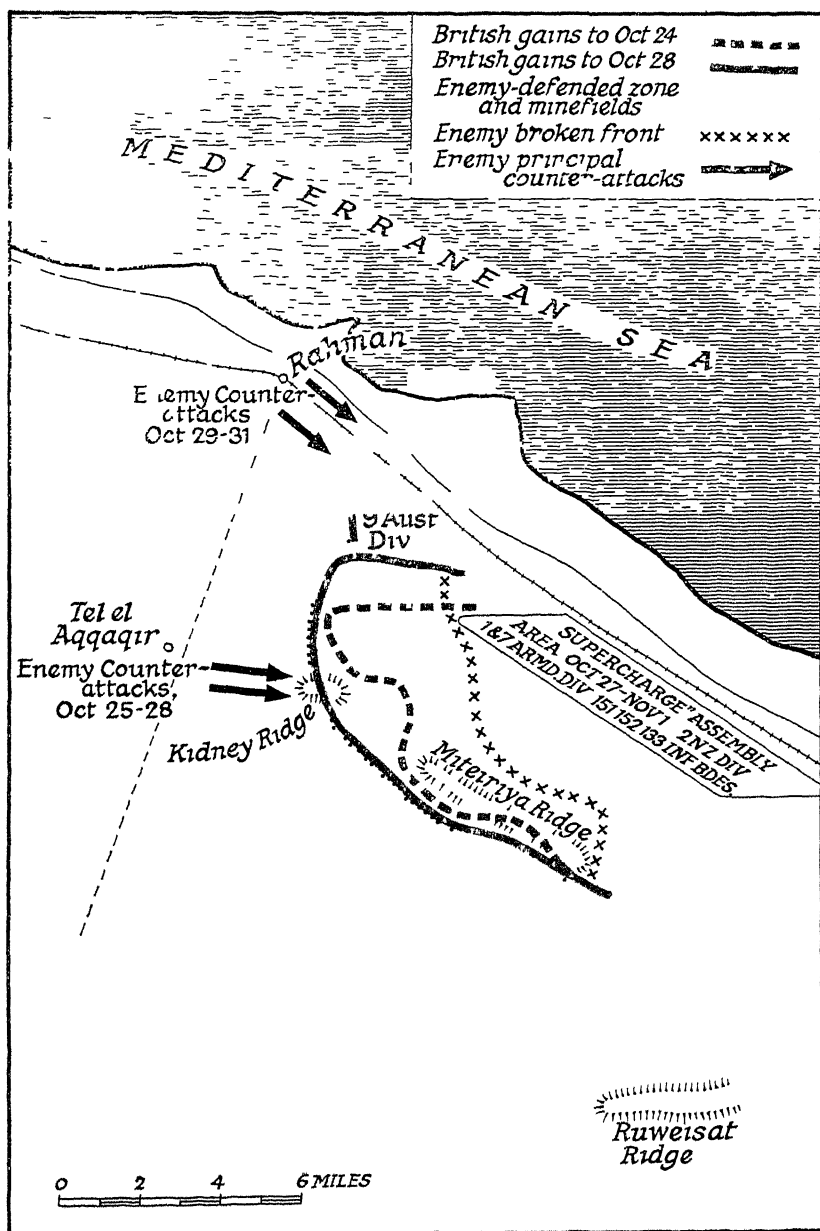 British gains to Oct 24
British gains to Oct 28
Enemy-defended zone
and minefields
Enemy broken front
Enemy principal
counter-attacks
MEDITERRANEAN SEA
Rahman
Enemy Counter-
attacks
Oct 29-31
9 Aust
Div
Tel el
Aqqaqir
Enemy Counter-
attacks,
Oct 25-28
Kidney Ridge
SUPERCHARGE" ASSEMBLY
AREA OCT 27-NOV 1 2 NZ DIV
1&7 ARMD. DIV 151 152 133 INF BDES.
Miteiriya Ridge
Ruweisat
Ridge
0 2 4 6 MILES